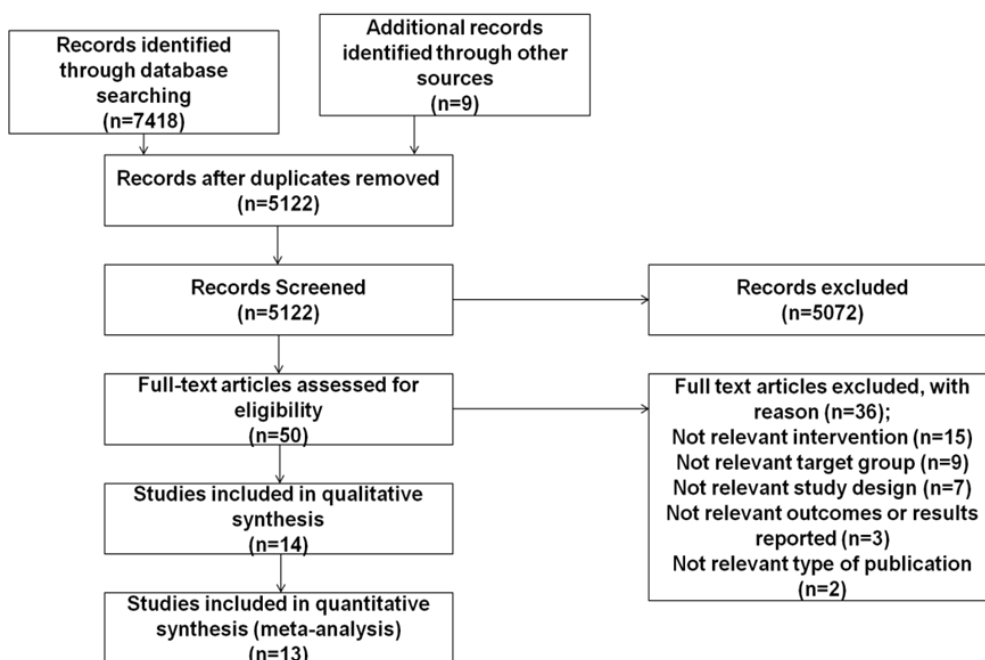 Records identified
through database
searching
(n=7418)
Additional records
identified through other
sources
(n=9)
Records after duplicates removed
(n=5122)
Records Screened
(n=5122)
Records excluded
(n=5072)
Full-text articles assessed for
eligibility
(n=50)
Full text articles excluded, with
reason (n=36);
Not relevant intervention (n=15)
Not relevant target group (n=9)
Not relevant study design (n=7)
Not relevant outcomes or results
reported (n=3)
Not relevant type of publication
(n=2)
Studies included in qualitative
synthesis
(n=14)
Studies included in quantitative
synthesis (meta-analysis)
(n=13)